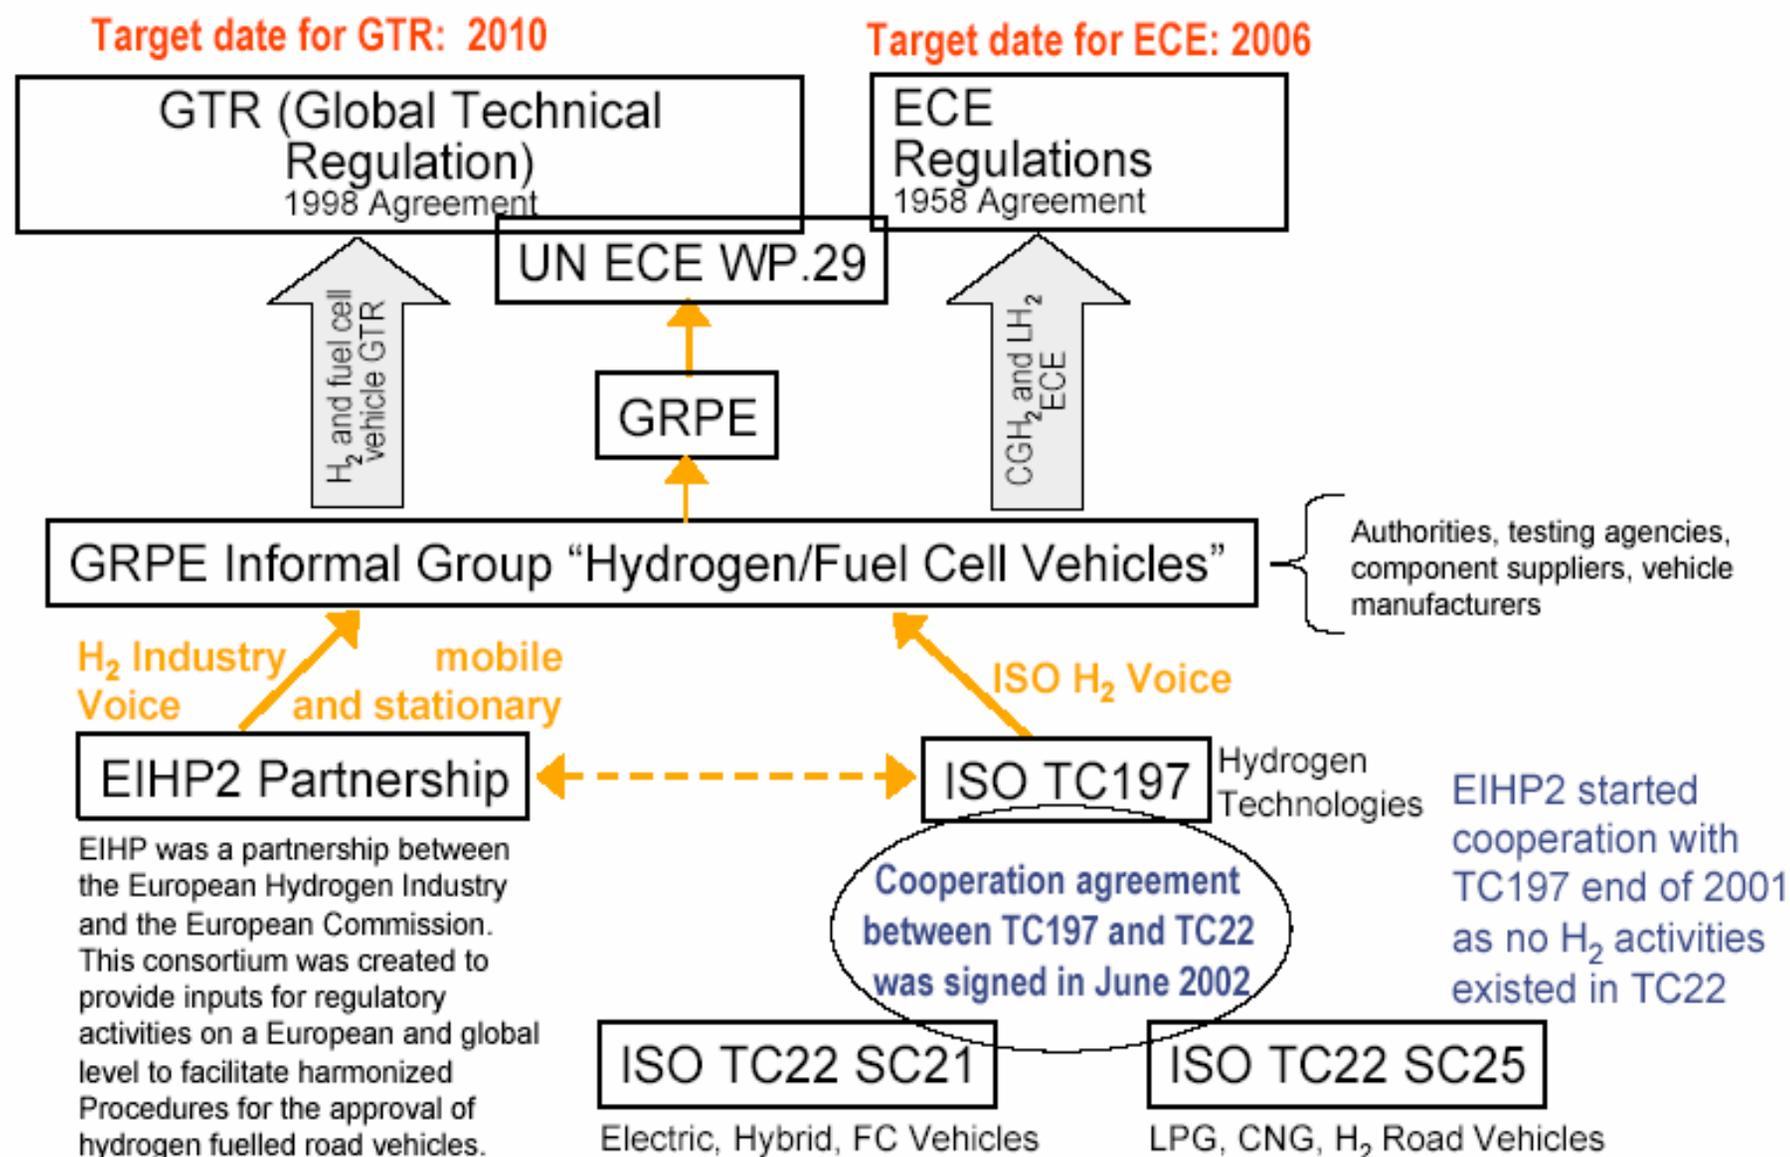 Target date for GTR: 2010
Target date for ECE: 2006
GTR (Global Technical
Regulation)
1998 Agreement
ECE
Regulations
1958 Agreement
UN ECE WP.29
H₂ and fuel cell
vehicle GTR
GRPE
CGH₂ and LH₂
ECE
GRPE Informal Group “Hydrogen/Fuel Cell Vehicles”
Authorities, testing agencies,
component suppliers, vehicle
manufacturers
H₂ Industry
Voice
mobile
and stationary
ISO H₂ Voice
EIHP2 Partnership
ISO TC197
Hydrogen
Technologies
EIHP2 started
cooperation with
TC197 end of 2001
as no H₂ activities
existed in TC22
EIHP was a partnership between
the European Hydrogen Industry
and the European Commission.
This consortium was created to
provide inputs for regulatory
activities on a European and global
level to facilitate harmonized
Procedures for the approval of
hydrogen fuelled road vehicles.
Cooperation agreement
between TC197 and TC22
was signed in June 2002
ISO TC22 SC21
Electric, Hybrid, FC Vehicles
ISO TC22 SC25
LPG, CNG, H₂ Road Vehicles